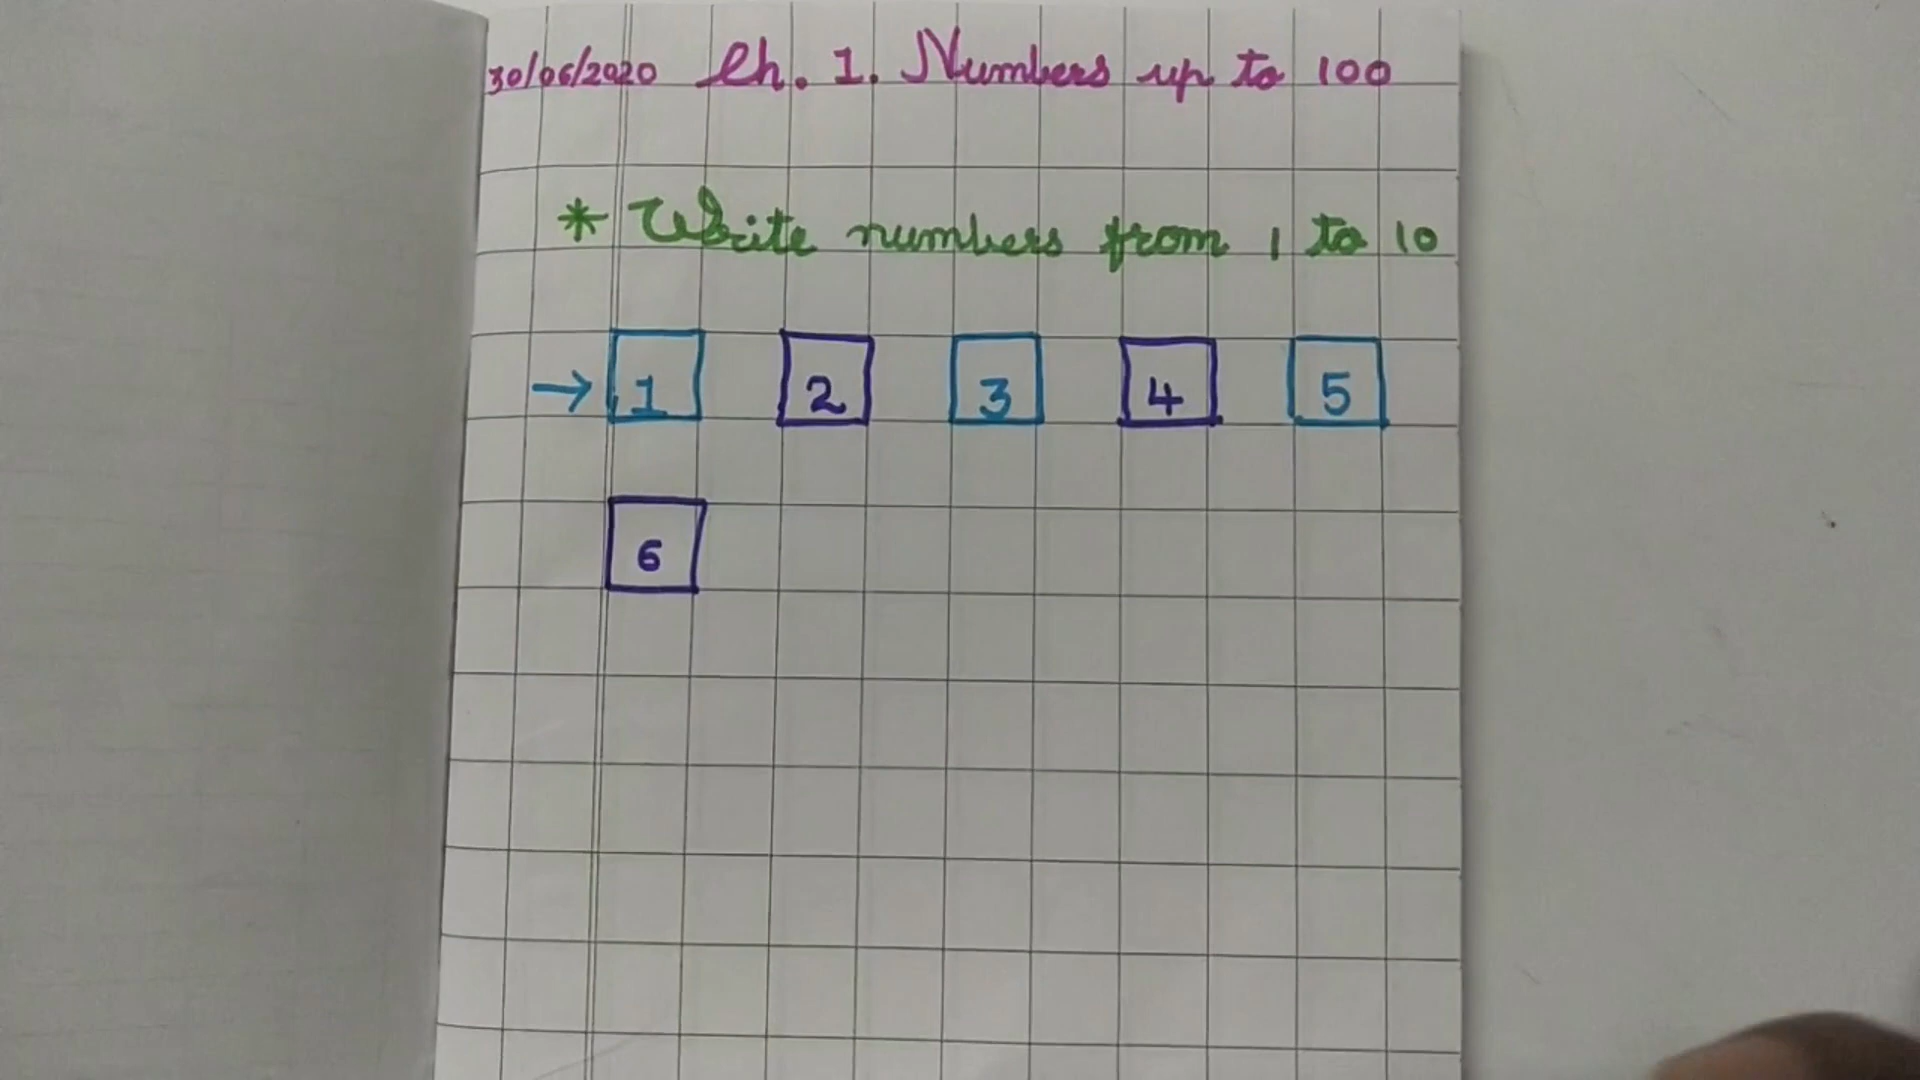 30/06/2020 Ch. 1. Numbers up to 100
* Write numbers from 1 to 10
→ 1 2 3 4 5
6